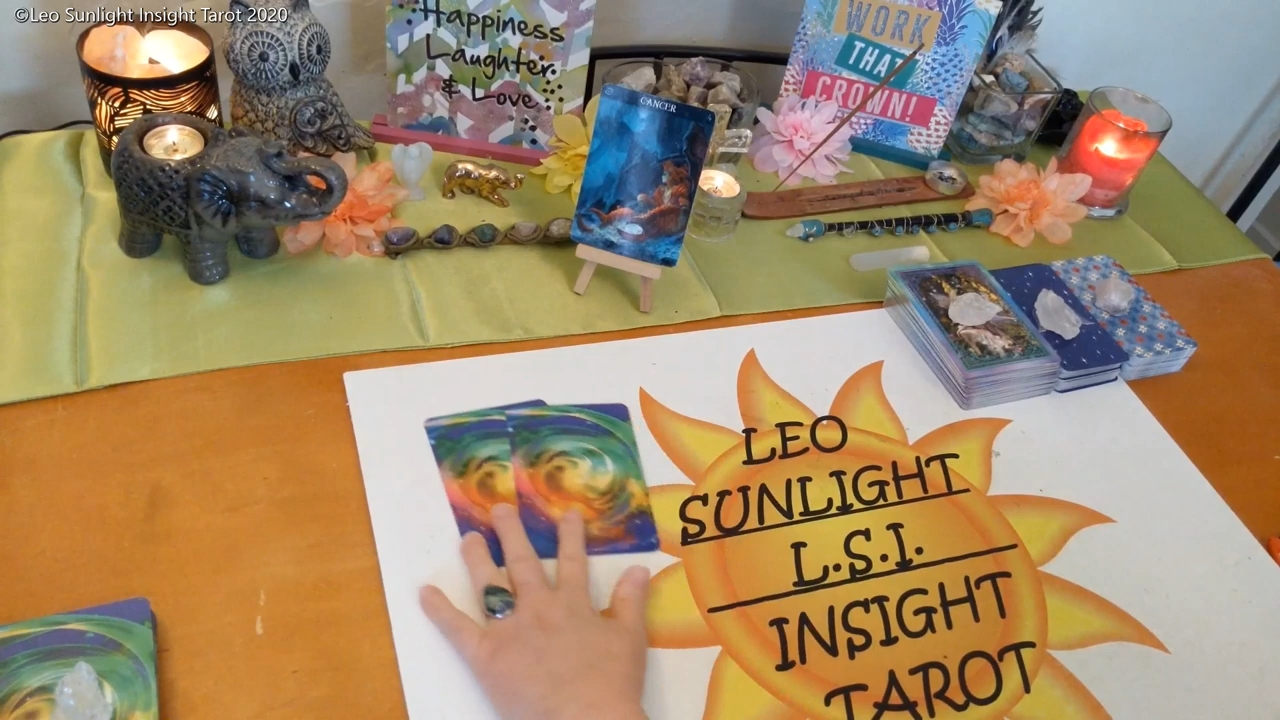 ©Leo Sunlight Insight Tarot 2020
Happiness
Laughter
& Love
WORK
THAT
CROWN!
CANCER
LEO
SUNLIGHT
L.S.I.
INSIGHT
TAROT